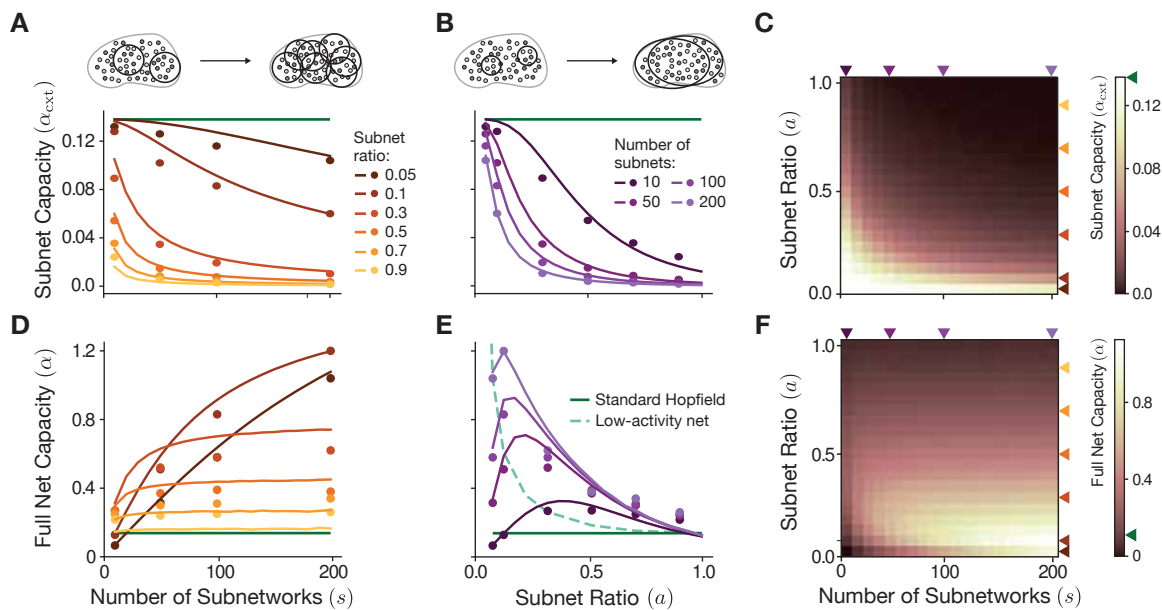 A
B
C
Subnet Capacity (α_cxt)
0.12
0.08
0.04
0.0
Subnet
ratio:
0.05
0.1
0.3
0.5
0.7
0.9
Number of
subnets:
10
100
50
200
Subnet Ratio (a)
1.0
0.5
0.0
Subnet Capacity (α_cxt)
0.12
0.08
0.04
0.0
D
E
F
Full Net Capacity (α)
1.2
0.8
0.4
0
0
100
200
Number of Subnetworks (s)
Standard Hopfield
Low-activity net
0.0
0.5
1.0
Subnet Ratio (a)
Subnet Ratio (a)
1.0
0.5
0.0
0
100
200
Number of Subnetworks (s)
Full Net Capacity (α)
1.2
0.8
0.4
0